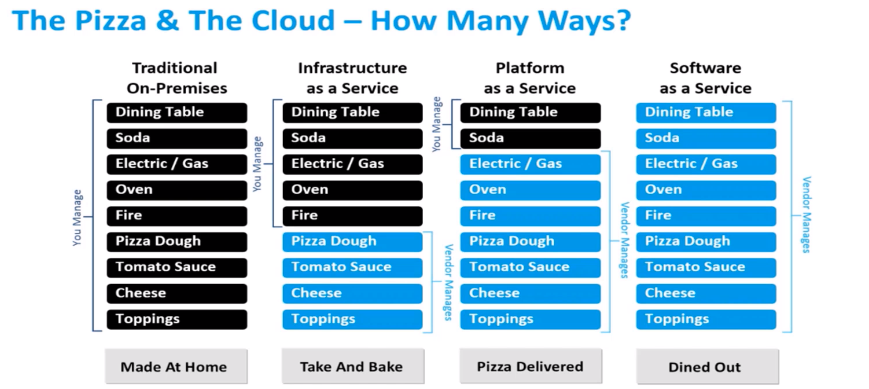 The Pizza & The Cloud – How Many Ways?
Traditional
On-Premises
You Manage
Dining Table
Soda
Electric / Gas
Oven
Fire
Pizza Dough
Tomato Sauce
Cheese
Toppings
Made At Home
Infrastructure
as a Service
You Manage
Dining Table
Soda
Electric / Gas
Oven
Fire
Pizza Dough
Tomato Sauce
Cheese
Toppings
Vendor Manages
Take And Bake
Platform
as a Service
You Manage
Dining Table
Soda
Electric / Gas
Oven
Fire
Pizza Dough
Tomato Sauce
Cheese
Toppings
Vendor Manages
Pizza Delivered
Software
as a Service
Dining Table
Soda
Electric / Gas
Oven
Fire
Pizza Dough
Tomato Sauce
Cheese
Toppings
Vendor Manages
Dined Out